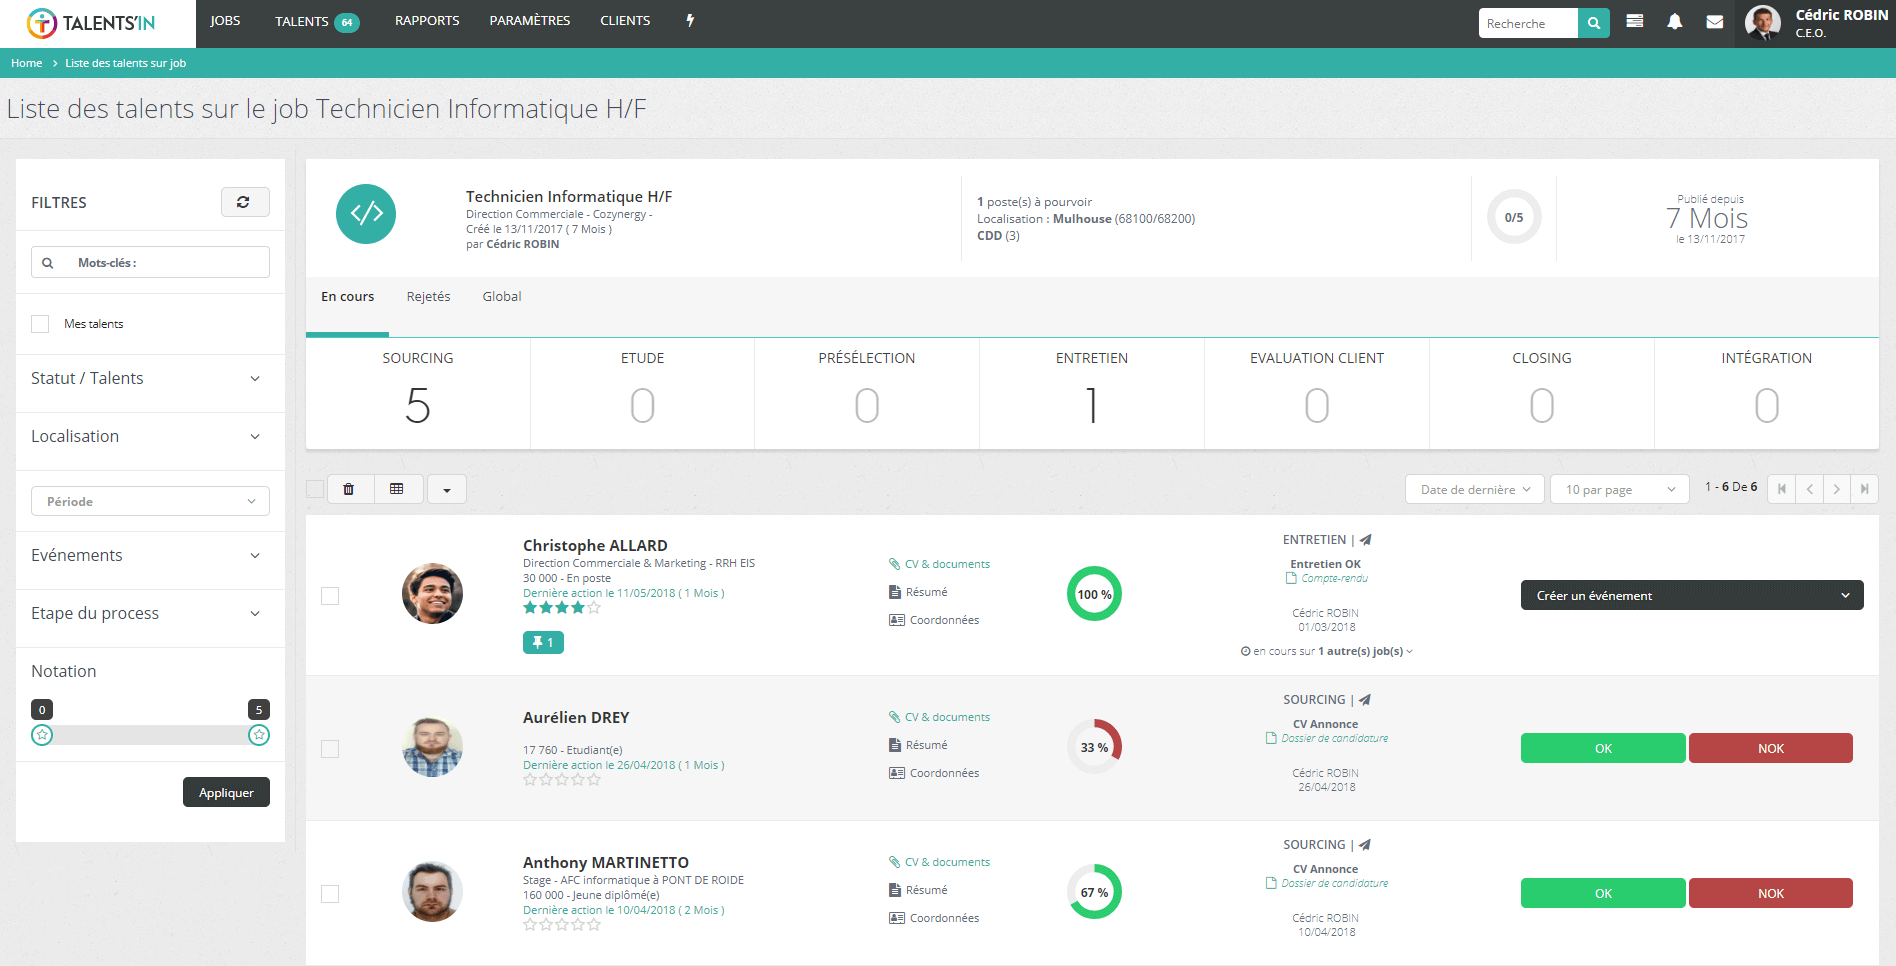 TALENTS'IN
JOBS
TALENTS 64
RAPPORTS
PARAMÈTRES
CLIENTS
Recherche
Cédric ROBIN
C.E.O.
Home > Liste des talents sur job
Liste des talents sur le job Technicien Informatique H/F
FILTRES
Mots-clés :
Mes talents
Statut / Talents
Localisation
Période
Evénements
Etape du process
Notation
0 5
Appliquer
Technicien Informatique H/F
Direction Commerciale - Cozynergy -
Créé le 13/11/2017 ( 7 Mois )
par Cédric ROBIN
1 poste(s) à pourvoir
Localisation : Mulhouse (68100/68200)
CDD (3)
0/5
Publié depuis
7 Mois
le 13/11/2017
En cours Rejetés Global
SOURCING ETUDE PRÉSÉLECTION ENTRETIEN EVALUATION CLIENT CLOSING INTÉGRATION
5 0 0 1 0 0 0
Date de dernière
10 par page
1 - 6 De 6
Christophe ALLARD
Direction Commerciale & Marketing - RRH EIS
30 000 - En poste
Dernière action le 11/05/2018 ( 1 Mois )
1
CV & documents
Résumé
Coordonnées
100 %
ENTRETIEN |
Entretien OK
Compte-rendu
Cédric ROBIN
01/03/2018
en cours sur 1 autre(s) job(s)
Créer un événement
Aurélien DREY
17 760 - Etudiant(e)
Dernière action le 26/04/2018 ( 1 Mois )
CV & documents
Résumé
Coordonnées
33 %
SOURCING |
CV Annonce
Dossier de candidature
Cédric ROBIN
26/04/2018
OK NOK
Anthony MARTINETTO
Stage - AFC informatique à PONT DE ROIDE
160 000 - Jeune diplômé(e)
Dernière action le 10/04/2018 ( 2 Mois )
CV & documents
Résumé
Coordonnées
67 %
SOURCING |
CV Annonce
Dossier de candidature
Cédric ROBIN
10/04/2018
OK NOK